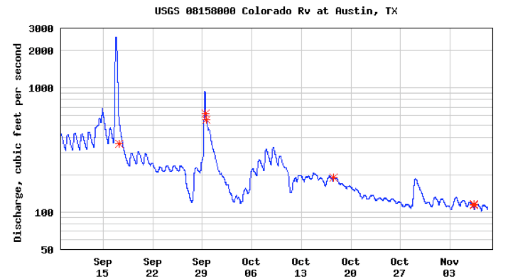 USGS 08158000 Colorado Rv at Austin, TX
Discharge, cubic feet per second
3000
2000
1000
100
50
Sep Sep Sep Oct Oct Oct Oct Nov
15 22 29 06 13 20 27 03